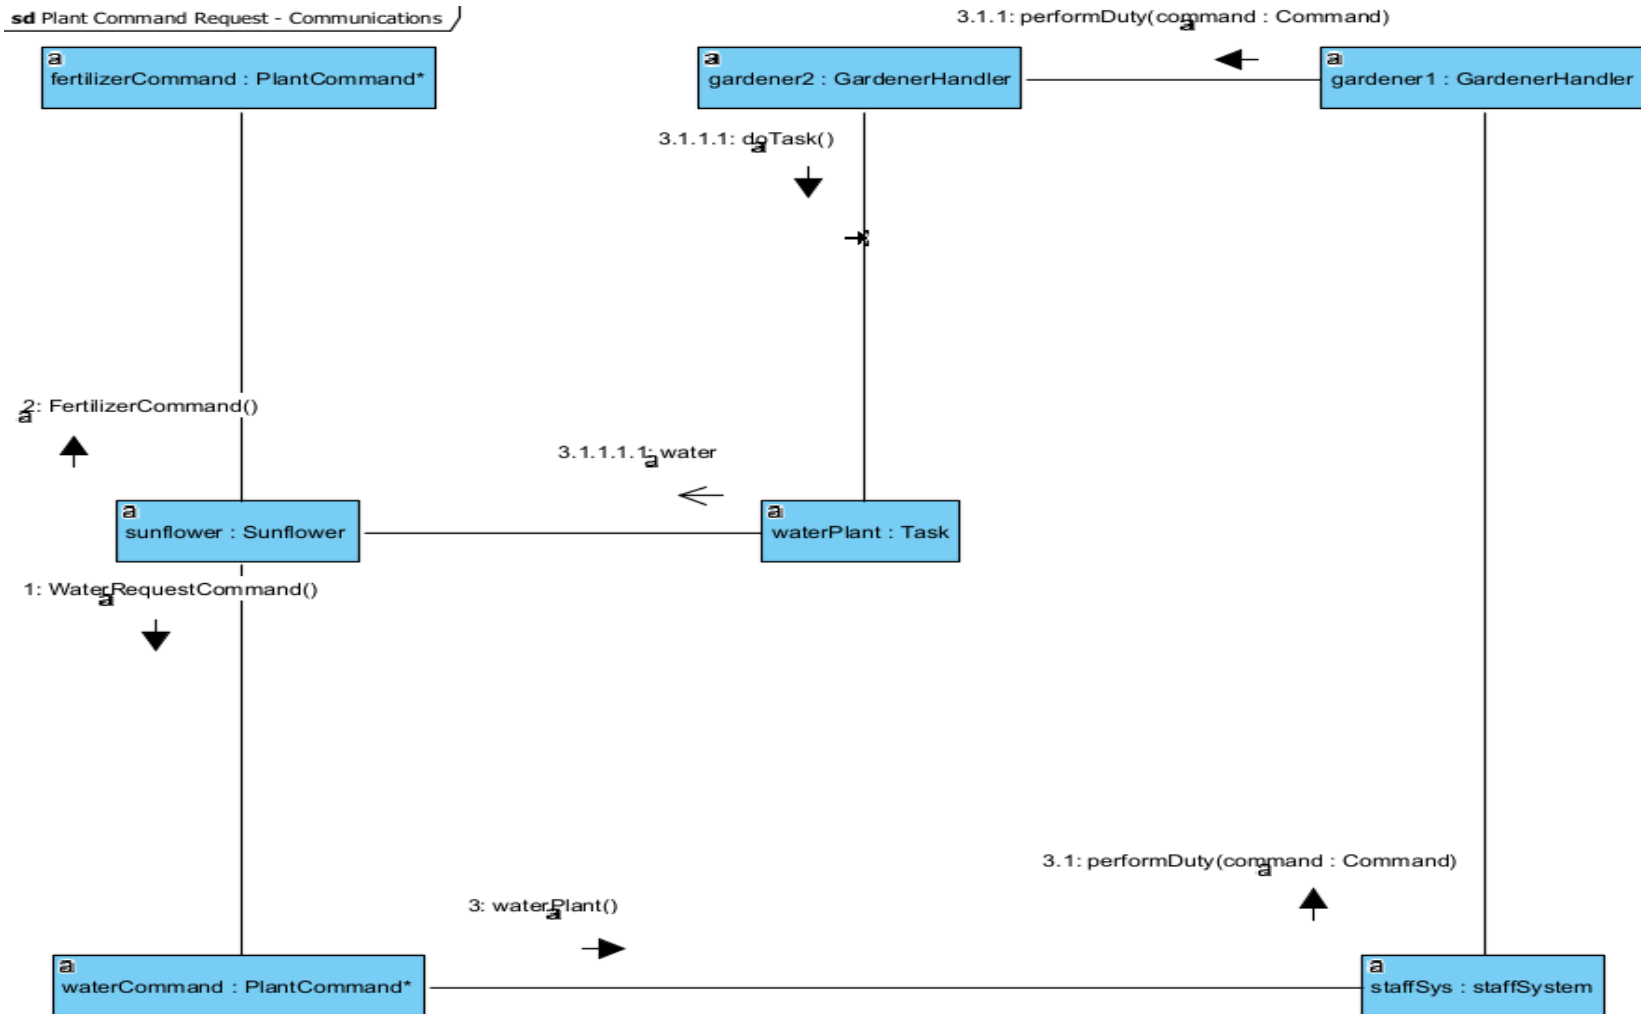 sd Plant Command Request - Communications
3.1.1: performDuty(command : Command)
a
a
fertilizerCommand : PlantCommand*
a
gardener2 : GardenerHandler
a
gardener1 : GardenerHandler
3.1.1.1: doTask()
a
2: FertilizerCommand()
a
3.1.1.1.1: water
a
a
sunflower : Sunflower
a
waterPlant : Task
1: WaterRequestCommand()
a
3.1: performDuty(command : Command)
a
3: waterPlant()
a
a
waterCommand : PlantCommand*
a
staffSys : staffSystem